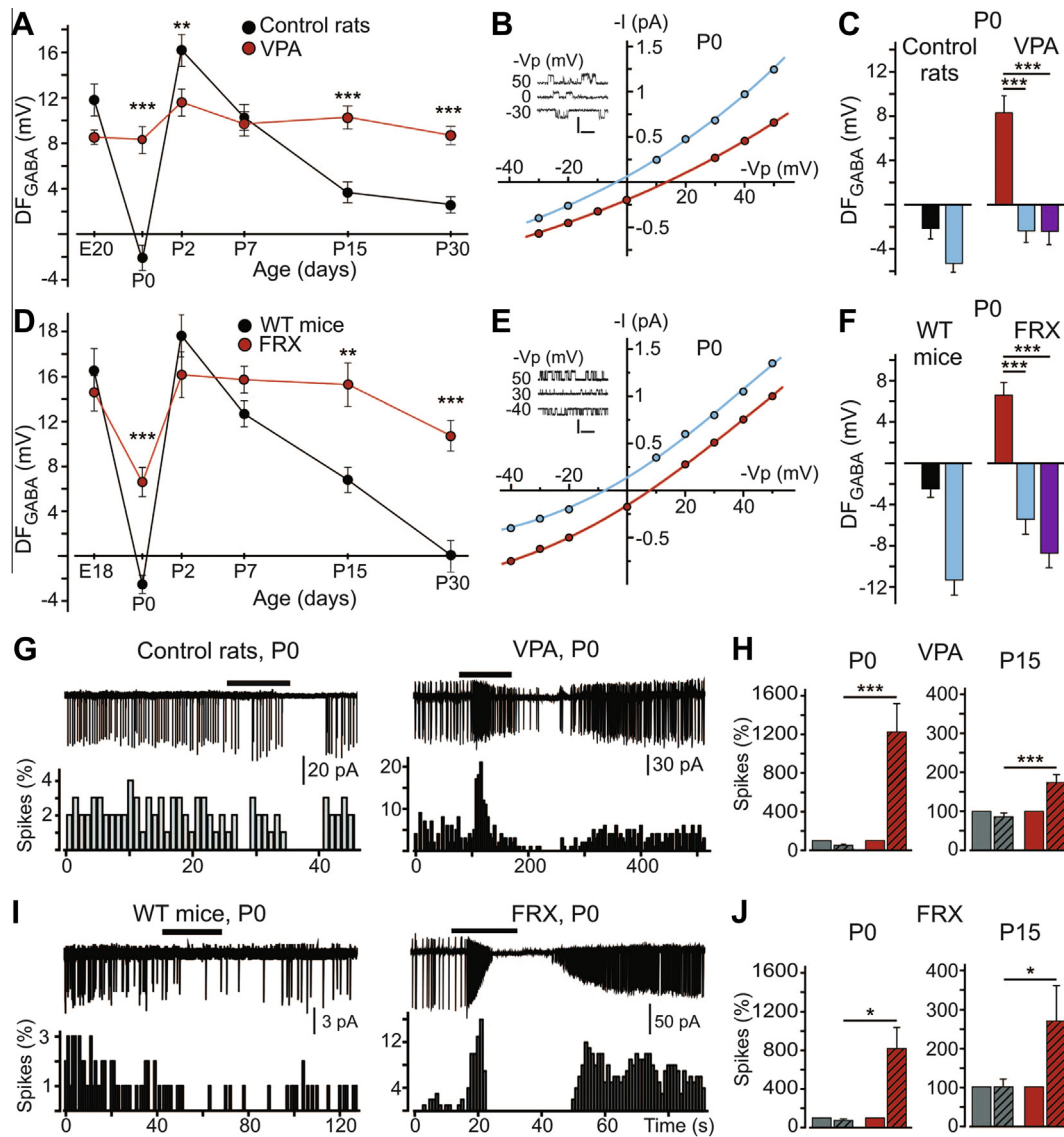 A
Control rats
VPA
**
***
***
***
DF_GABA (mV)
16
12
8
4
-4
E20
P0
P2
P7
P15
P30
Age (days)
B
-I (pA)
P0
-Vp (mV)
50
0
-30
1.5
1
0.5
-0.5
-40
-20
20
40
-Vp (mV)
C
P0
Control rats
VPA
***
***
DF_GABA (mV)
12
8
4
-4
D
WT mice
FRX
***
**
***
DF_GABA (mV)
20
16
12
8
4
-4
E18
P0
P2
P7
P15
P30
Age (days)
E
-I (pA)
P0
-Vp (mV)
50
30
-40
1.5
1
0.5
-0.5
-40
-20
20
40
-Vp (mV)
F
P0
WT mice
FRX
***
***
DF_GABA (mV)
8
4
-4
-8
-12
G
Control rats, P0
20 pA
Spikes (%)
4
2
0
0
20
40
VPA, P0
30 pA
20
10
0
0
200
400
H
VPA
P0
***
Spikes (%)
1600
1200
800
400
0
P15
***
400
300
200
100
0
I
WT mice, P0
3 pA
Spikes (%)
3
1
0
40
80
120
FRX, P0
50 pA
12
4
0
20
40
60
80
Time (s)
J
FRX
P0
*
Spikes (%)
1600
1200
800
400
0
P15
*
400
300
200
100
0